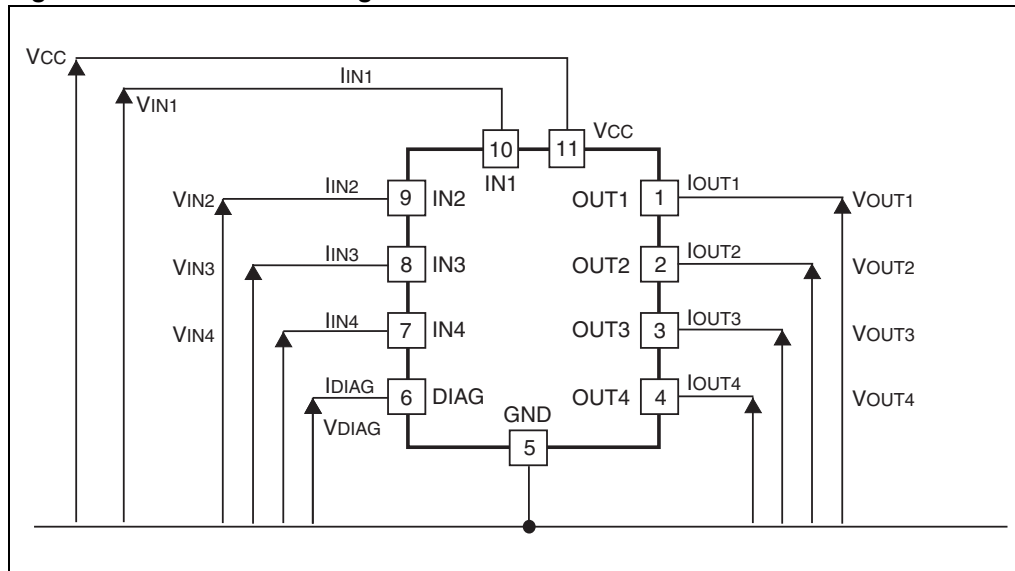 VCC
IIN1
VIN1
VCC
10
11
IN1
VIN2
IIN2
9
IN2
OUT1
1
IOUT1
VOUT1
VIN3
IIN3
8
IN3
OUT2
2
IOUT2
VOUT2
VIN4
IIN4
7
IN4
OUT3
3
IOUT3
VOUT3
IDIAG
6
DIAG
OUT4
4
IOUT4
VOUT4
VDIAG
GND
5